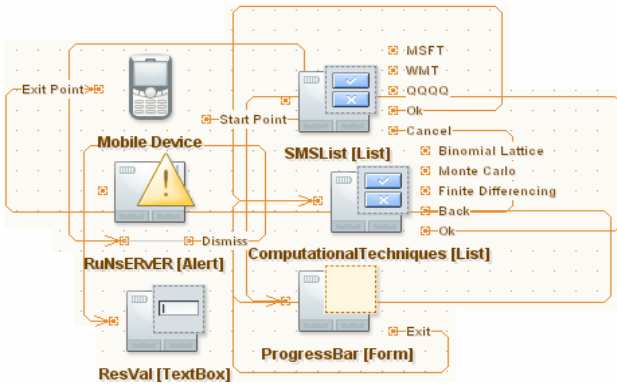 MSFT
WMT
QQQQ
Exit Point
Ok
Start Point
Cancel
Mobile Device
SMSList [List]
Binomial Lattice
Monte Carlo
Finite Differencing
Back
Ok
Dismiss
ComputationalTechniques [List]
RuNsERvER [Alert]
Exit
ProgressBar [Form]
ResVal [TextBox]